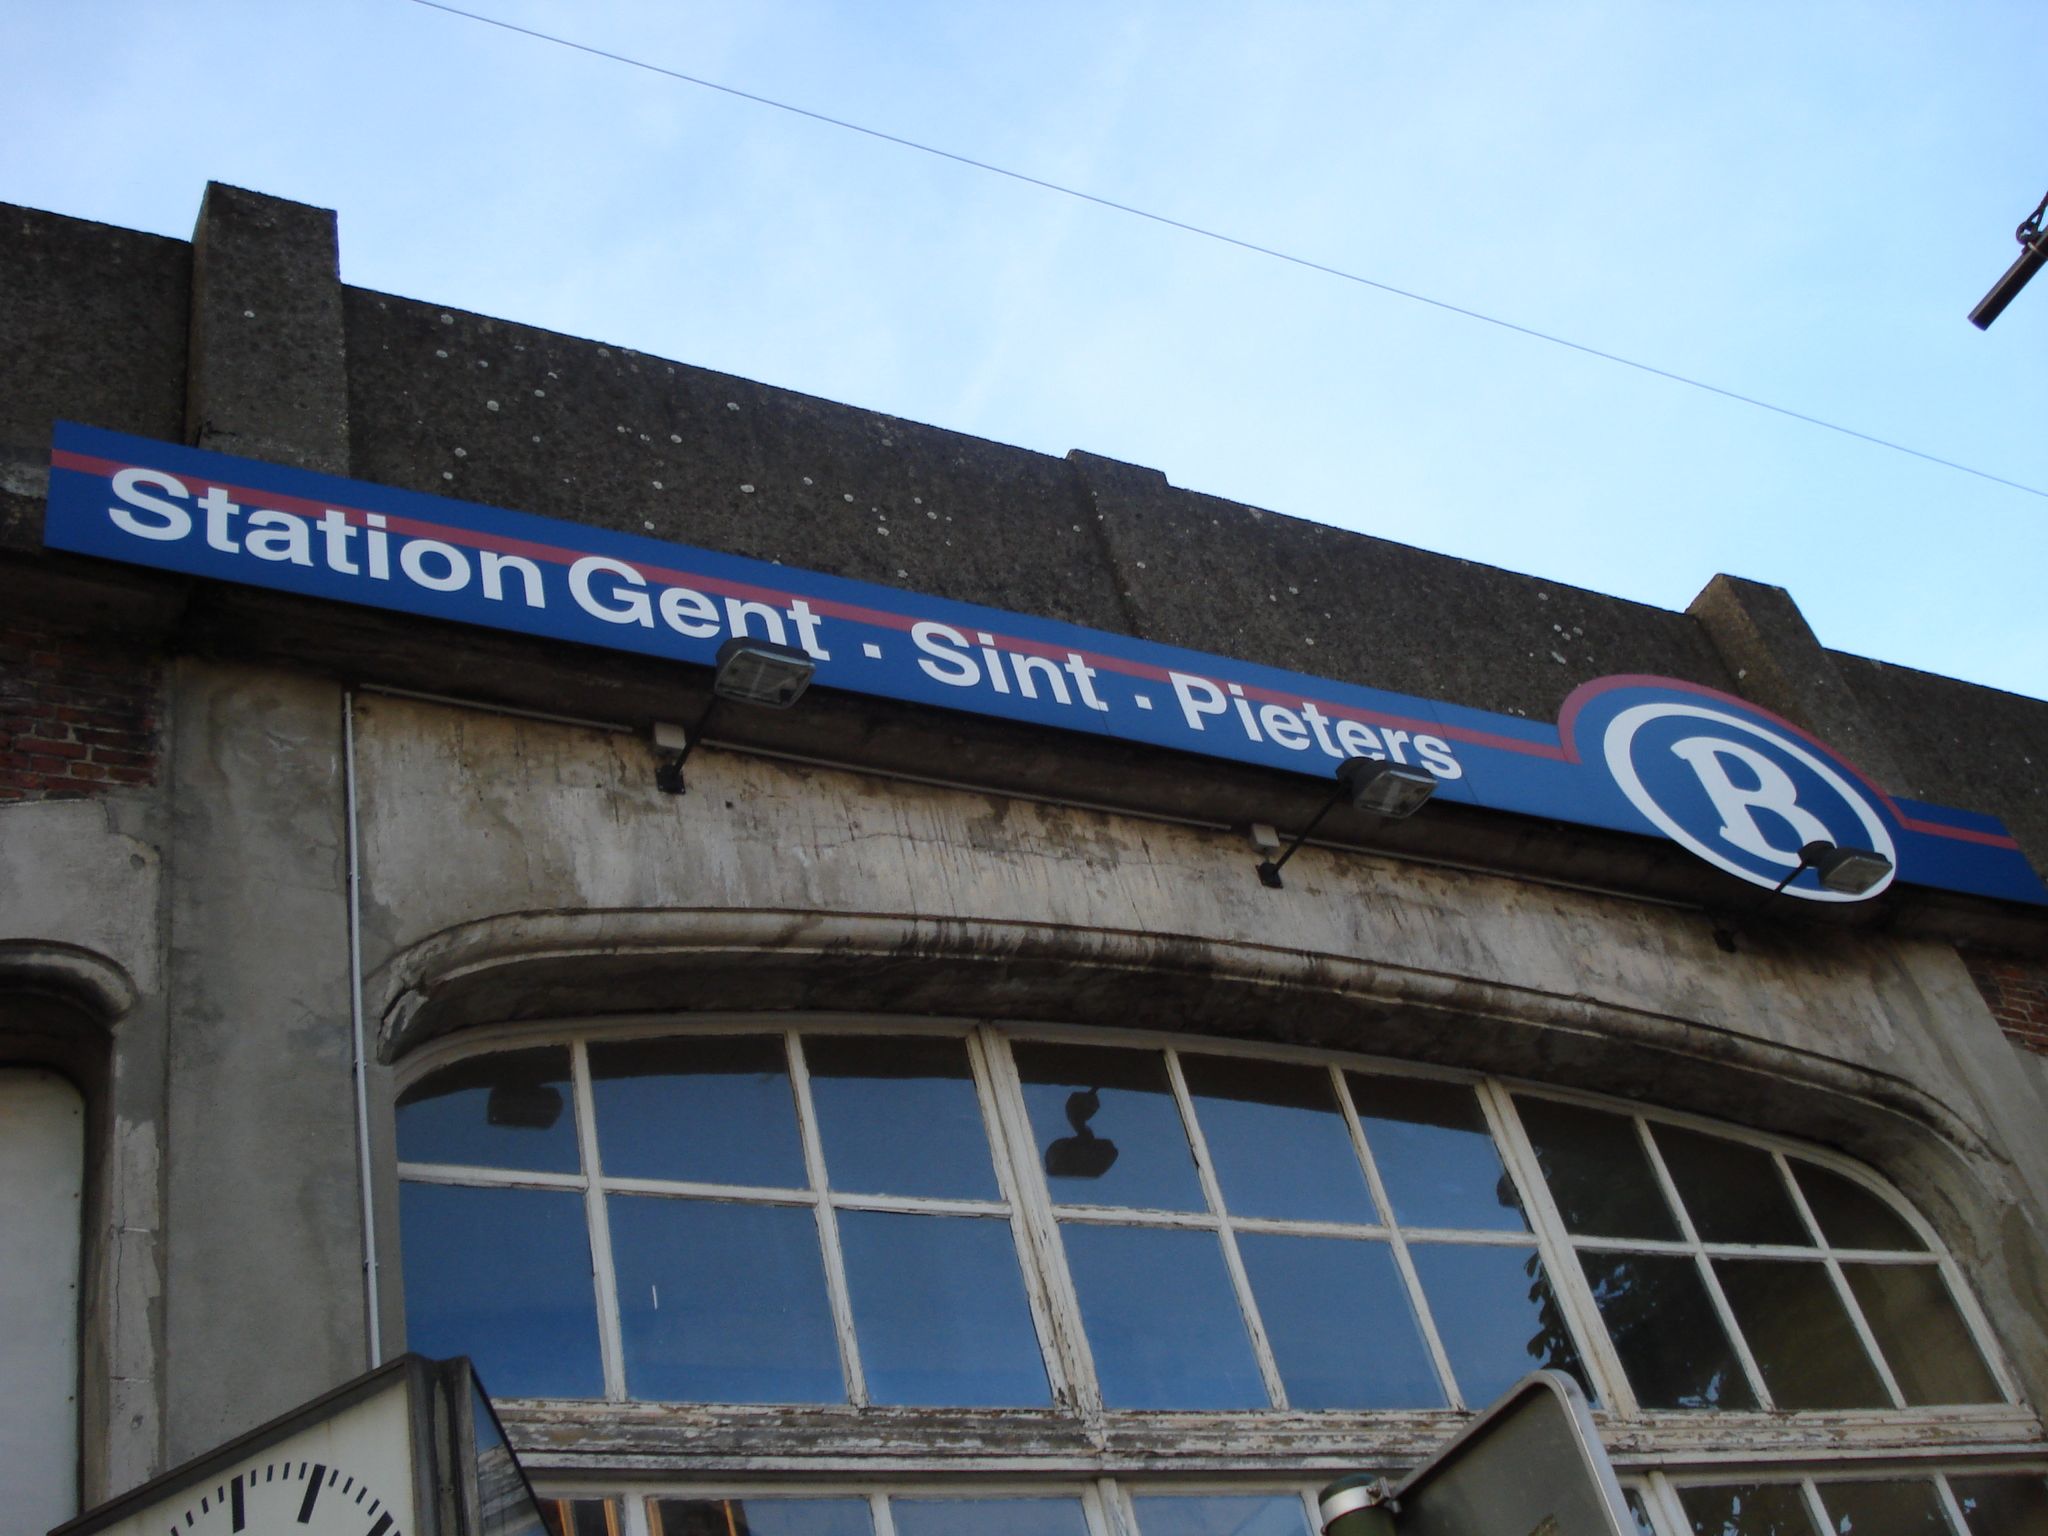 Station Gent · Sint · Pieters B